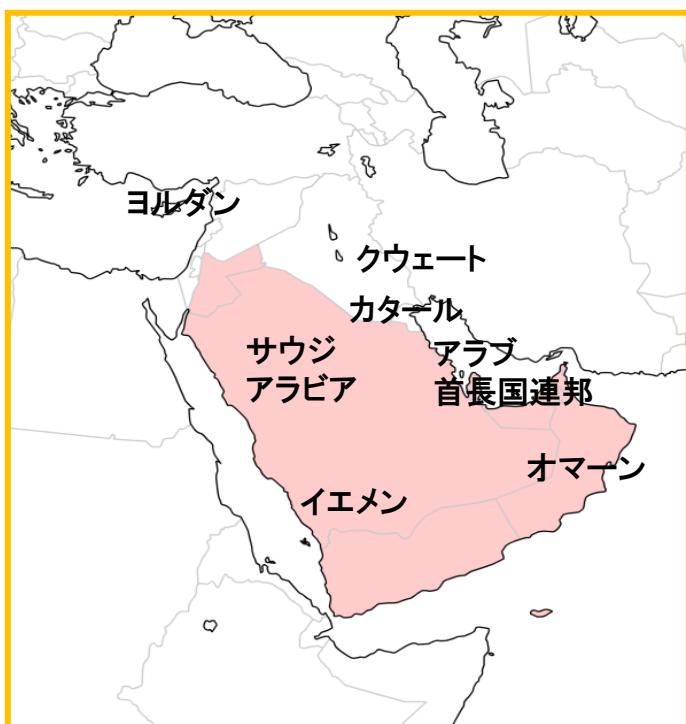 ヨルダン
クウェート
カタール
サウジ
アラビア
アラブ
首長国連邦
オマーン
イエメン